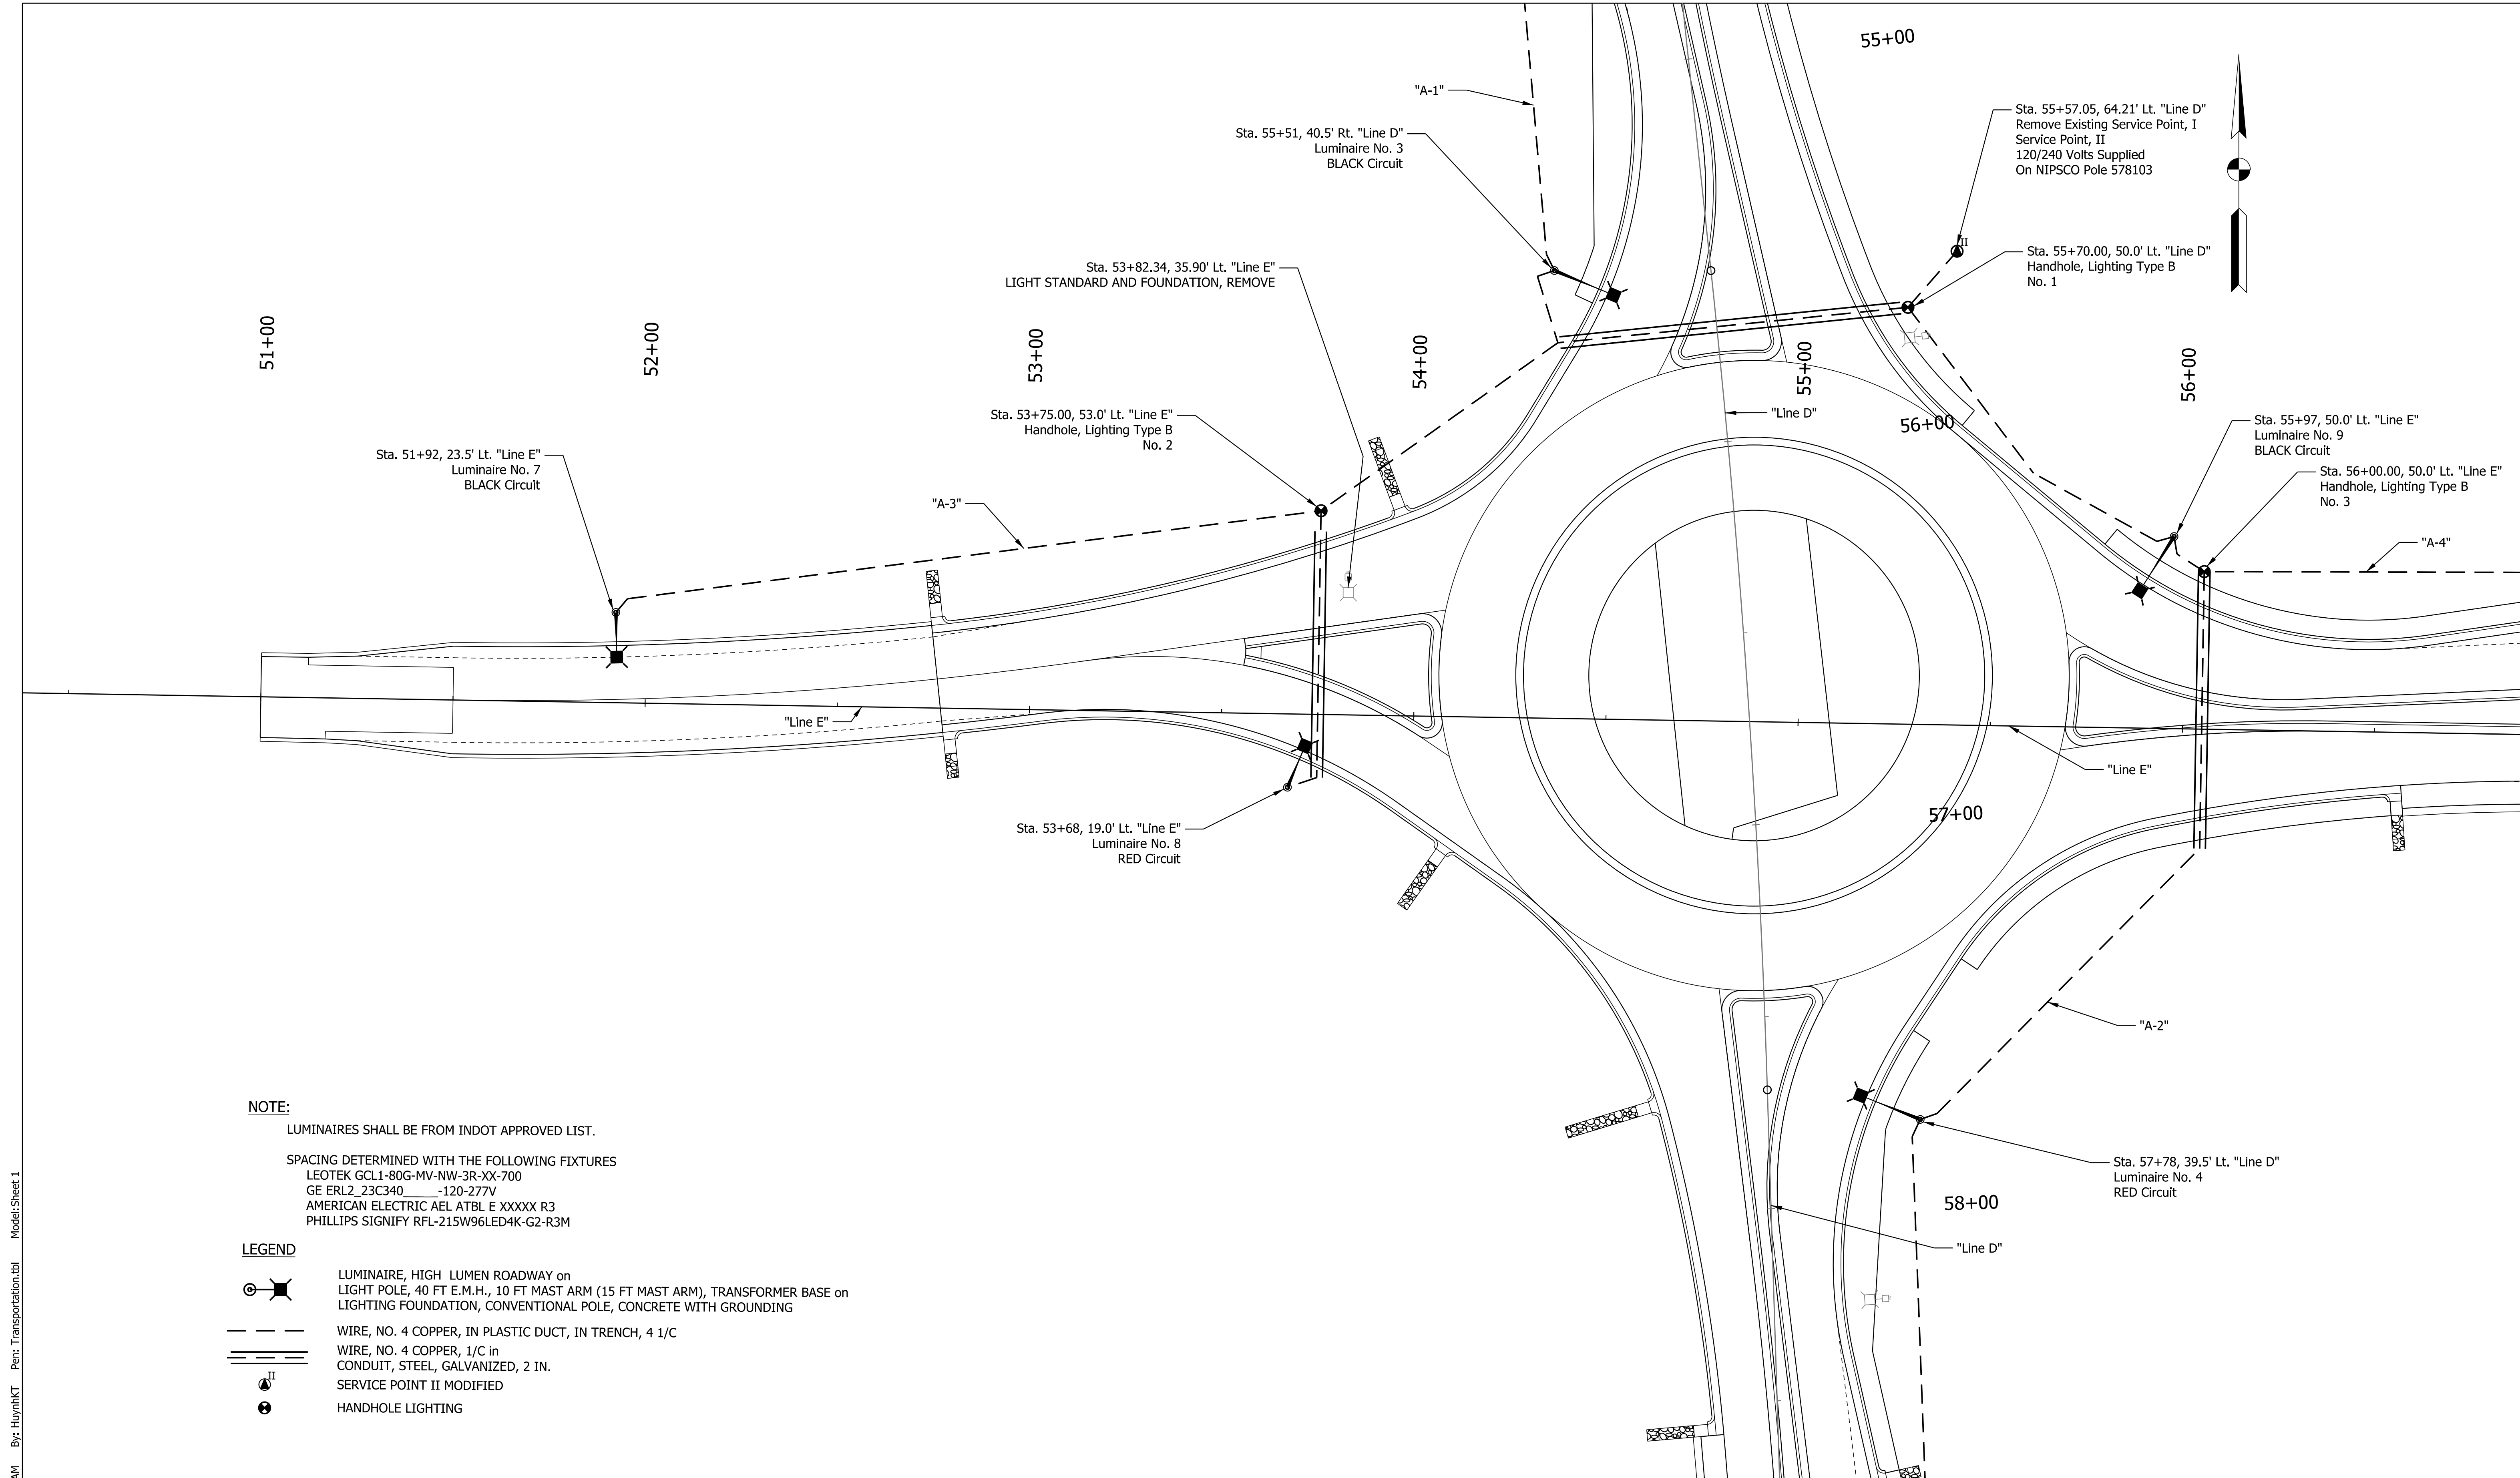 55+00
"A-1"
Sta. 55+51, 40.5' Rt. "Line D"
Luminaire No. 3
BLACK Circuit
Sta. 55+57.05, 64.21' Lt. "Line D"
Remove Existing Service Point, I
Service Point, II
120/240 Volts Supplied
On NIPSCO Pole 578103
II
Sta. 55+70.00, 50.0' Lt. "Line D"
Handhole, Lighting Type B
No. 1
Sta. 53+82.34, 35.90' Lt. "Line E"
LIGHT STANDARD AND FOUNDATION, REMOVE
51+00
52+00
53+00
54+00
55+00
56+00
Sta. 53+75.00, 53.0' Lt. "Line E"
Handhole, Lighting Type B
No. 2
"Line D"
56+00
Sta. 55+97, 50.0' Lt. "Line E"
Luminaire No. 9
BLACK Circuit
Sta. 51+92, 23.5' Lt. "Line E"
Luminaire No. 7
BLACK Circuit
Sta. 56+00.00, 50.0' Lt. "Line E"
Handhole, Lighting Type B
No. 3
"A-3"
"A-4"
"Line E"
"Line E"
57+00
Sta. 53+68, 19.0' Lt. "Line E"
Luminaire No. 8
RED Circuit
"A-2"
Sta. 57+78, 39.5' Lt. "Line D"
Luminaire No. 4
RED Circuit
58+00
"Line D"
NOTE:
LUMINAIRES SHALL BE FROM INDOT APPROVED LIST.
SPACING DETERMINED WITH THE FOLLOWING FIXTURES
LEOTEK GCL1-80G-MV-NW-3R-XX-700
GE ERL2_23C340_____-120-277V
AMERICAN ELECTRIC AEL ATBL E XXXXX R3
PHILLIPS SIGNIFY RFL-215W96LED4K-G2-R3M
LEGEND
LUMINAIRE, HIGH LUMEN ROADWAY on
LIGHT POLE, 40 FT E.M.H., 10 FT MAST ARM (15 FT MAST ARM), TRANSFORMER BASE on
LIGHTING FOUNDATION, CONVENTIONAL POLE, CONCRETE WITH GROUNDING
WIRE, NO. 4 COPPER, IN PLASTIC DUCT, IN TRENCH, 4 1/C
WIRE, NO. 4 COPPER, 1/C in
CONDUIT, STEEL, GALVANIZED, 2 IN.
II
SERVICE POINT II MODIFIED
HANDHOLE LIGHTING
AM By: HuynhKT Pen: Transportation.tbl Model:Sheet 1